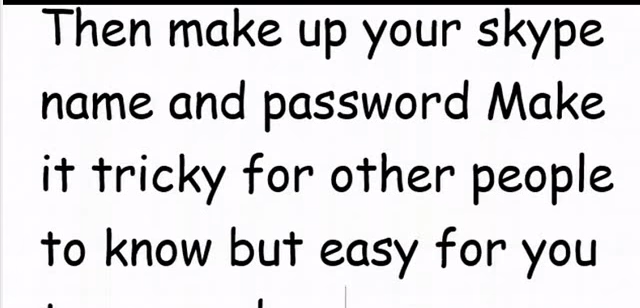 Then make up your skype
name and password Make
it tricky for other people
to know but easy for you